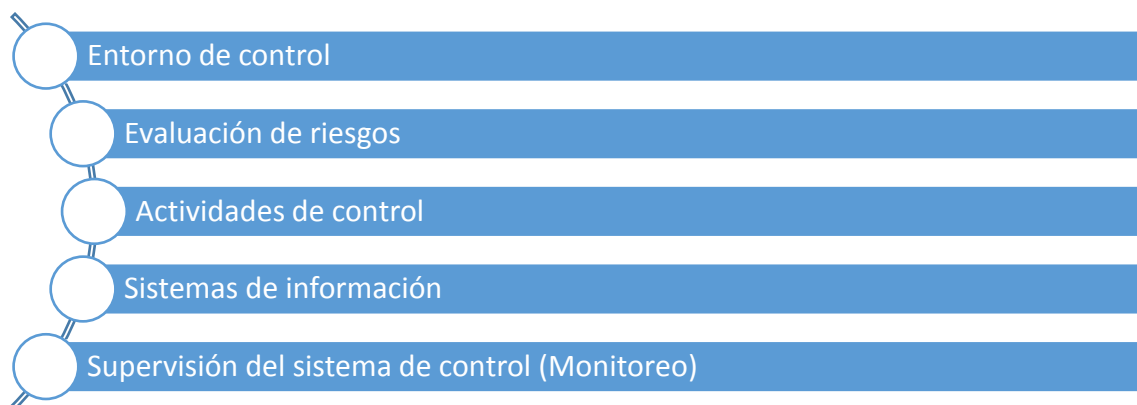 Entorno de control
Evaluación de riesgos
Actividades de control
Sistemas de información
Supervisión del sistema de control (Monitoreo)